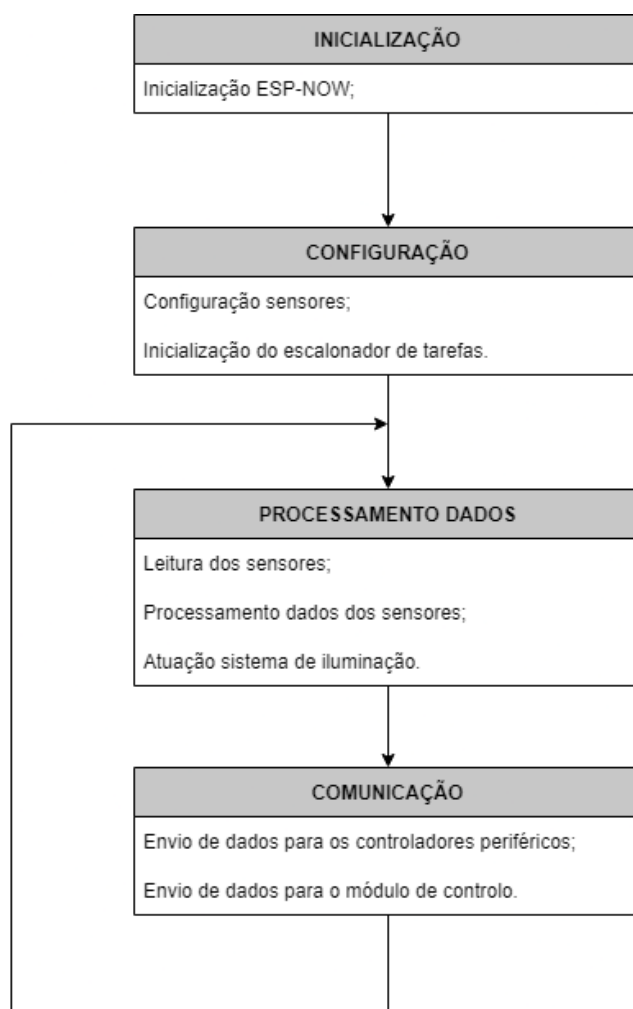 INICIALIZAÇÃO
Inicialização ESP-NOW;
CONFIGURAÇÃO
Configuração sensores;
Inicialização do escalonador de tarefas.
PROCESSAMENTO DADOS
Leitura dos sensores;
Processamento dados dos sensores;
Atuação sistema de iluminação.
COMUNICAÇÃO
Envio de dados para os controladores periféricos;
Envio de dados para o módulo de controlo.